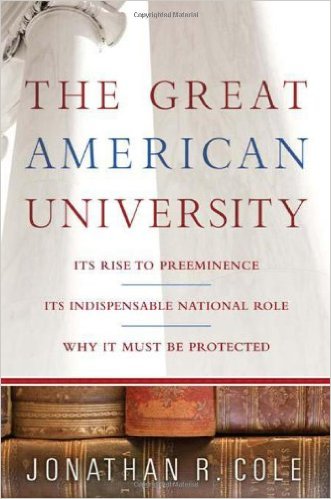 THE GREAT
AMERICAN
UNIVERSITY
ITS RISE TO PREEMINENCE
ITS INDISPENSABLE NATIONAL ROLE
WHY IT MUST BE PROTECTED
JONATHAN R. COLE